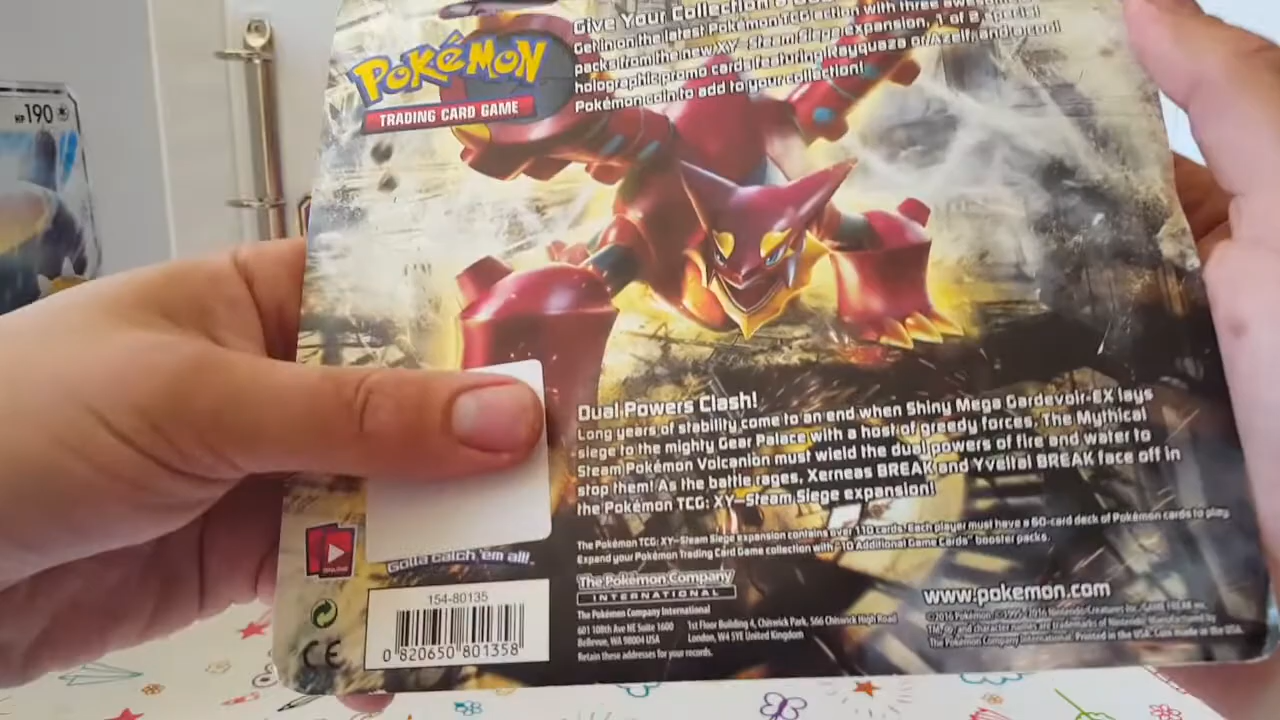 HP190
Give Your Collection a
Get in on the latest Pokémon TCG action with three
packs from the new XY–Steam Siege expansion, 1 of 2 special
holographic promo cards featuring Rayquaza or Azelf, and a cool
Pokémon coin to add to your collection!
POKéMON
TRADING CARD GAME
Dual Powers Clash!
Long years of stability come to an end when Shiny Mega Gardevoir-EX lays
siege to the mighty Gear Palace with a host of greedy forces. The Mythical
Steam Pokémon Volcanion must wield the dual powers of fire and water to
stop them! As the battle rages, Xerneas BREAK and Yveltal BREAK face off in
the Pokémon TCG: XY–Steam Siege expansion!
The Pokémon TCG: XY–Steam Siege expansion contains over 110 cards. Each player must have a 60-card deck of Pokémon cards to play.
Expand your Pokémon Trading Card Game collection with "10 Additional Game Cards" booster packs.
Gotta catch 'em all!
154-80135
0 820650 801358
CE
The Pokémon Company
INTERNATIONAL
The Pokémon Company International
601 108th Ave NE Suite 1600
Bellevue, WA 98004 USA
1st Floor Building 4, Chiswick Park, 566 Chiswick High Road
London, W4 5YE United Kingdom
Retain these addresses for your records.
www.pokemon.com
©2016 Pokémon. ©1995–2016 Nintendo/Creatures Inc./GAME FREAK inc.
TM, ® and character names are trademarks of Nintendo. Manufactured by
The Pokémon Company International. Printed in the USA. Coin made in USA.